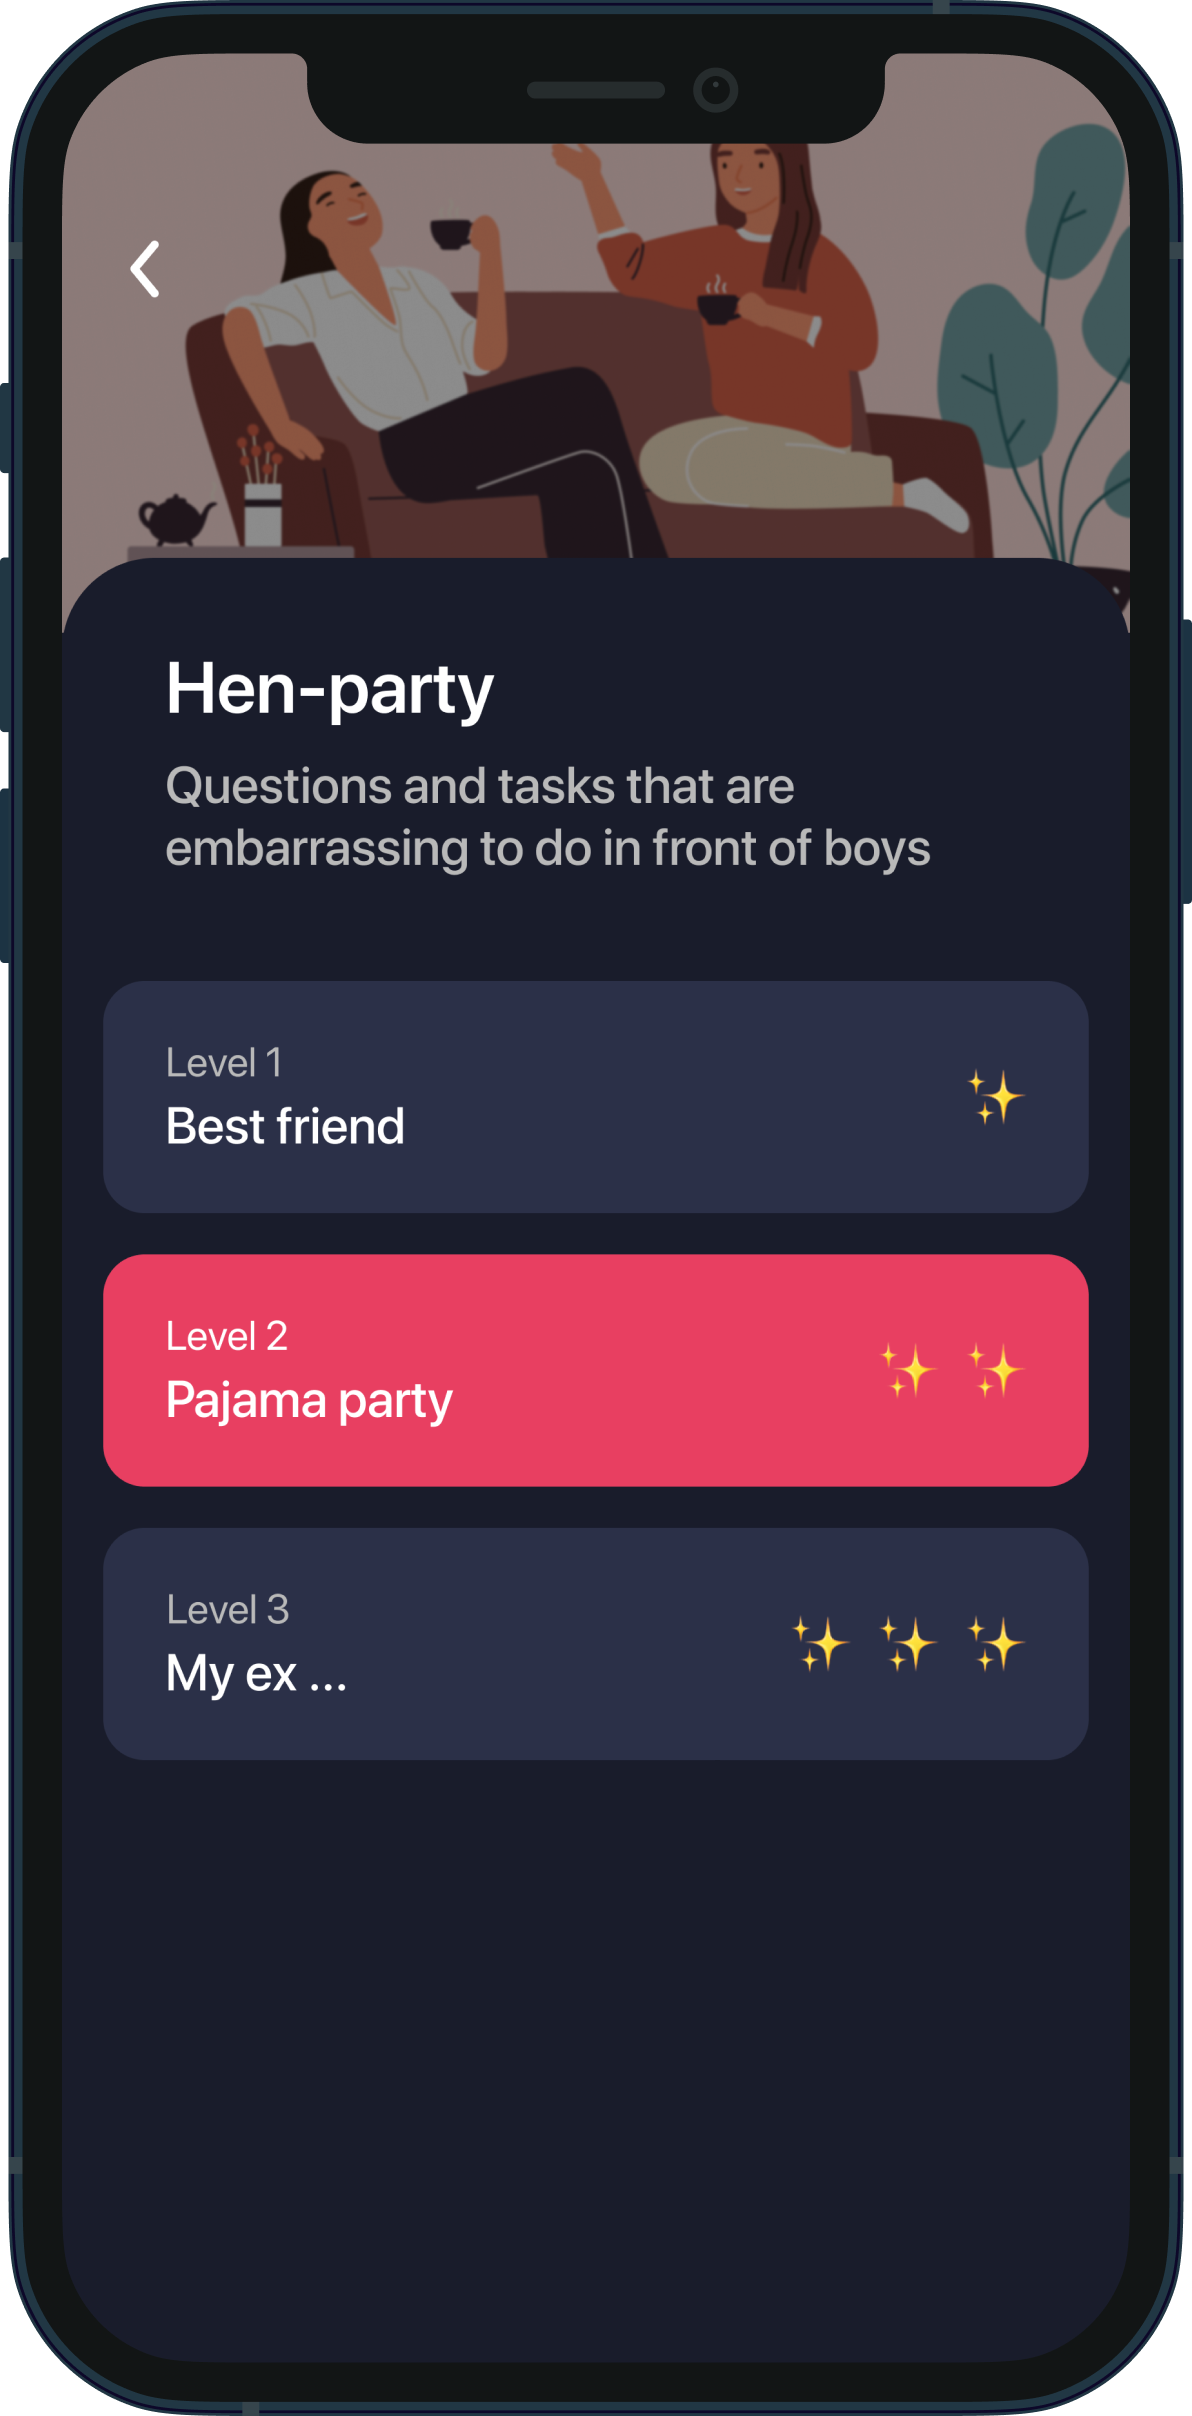 Hen-party
Questions and tasks that are
embarrassing to do in front of boys
Level 1
Best friend
Level 2
Pajama party
Level 3
My ex ...